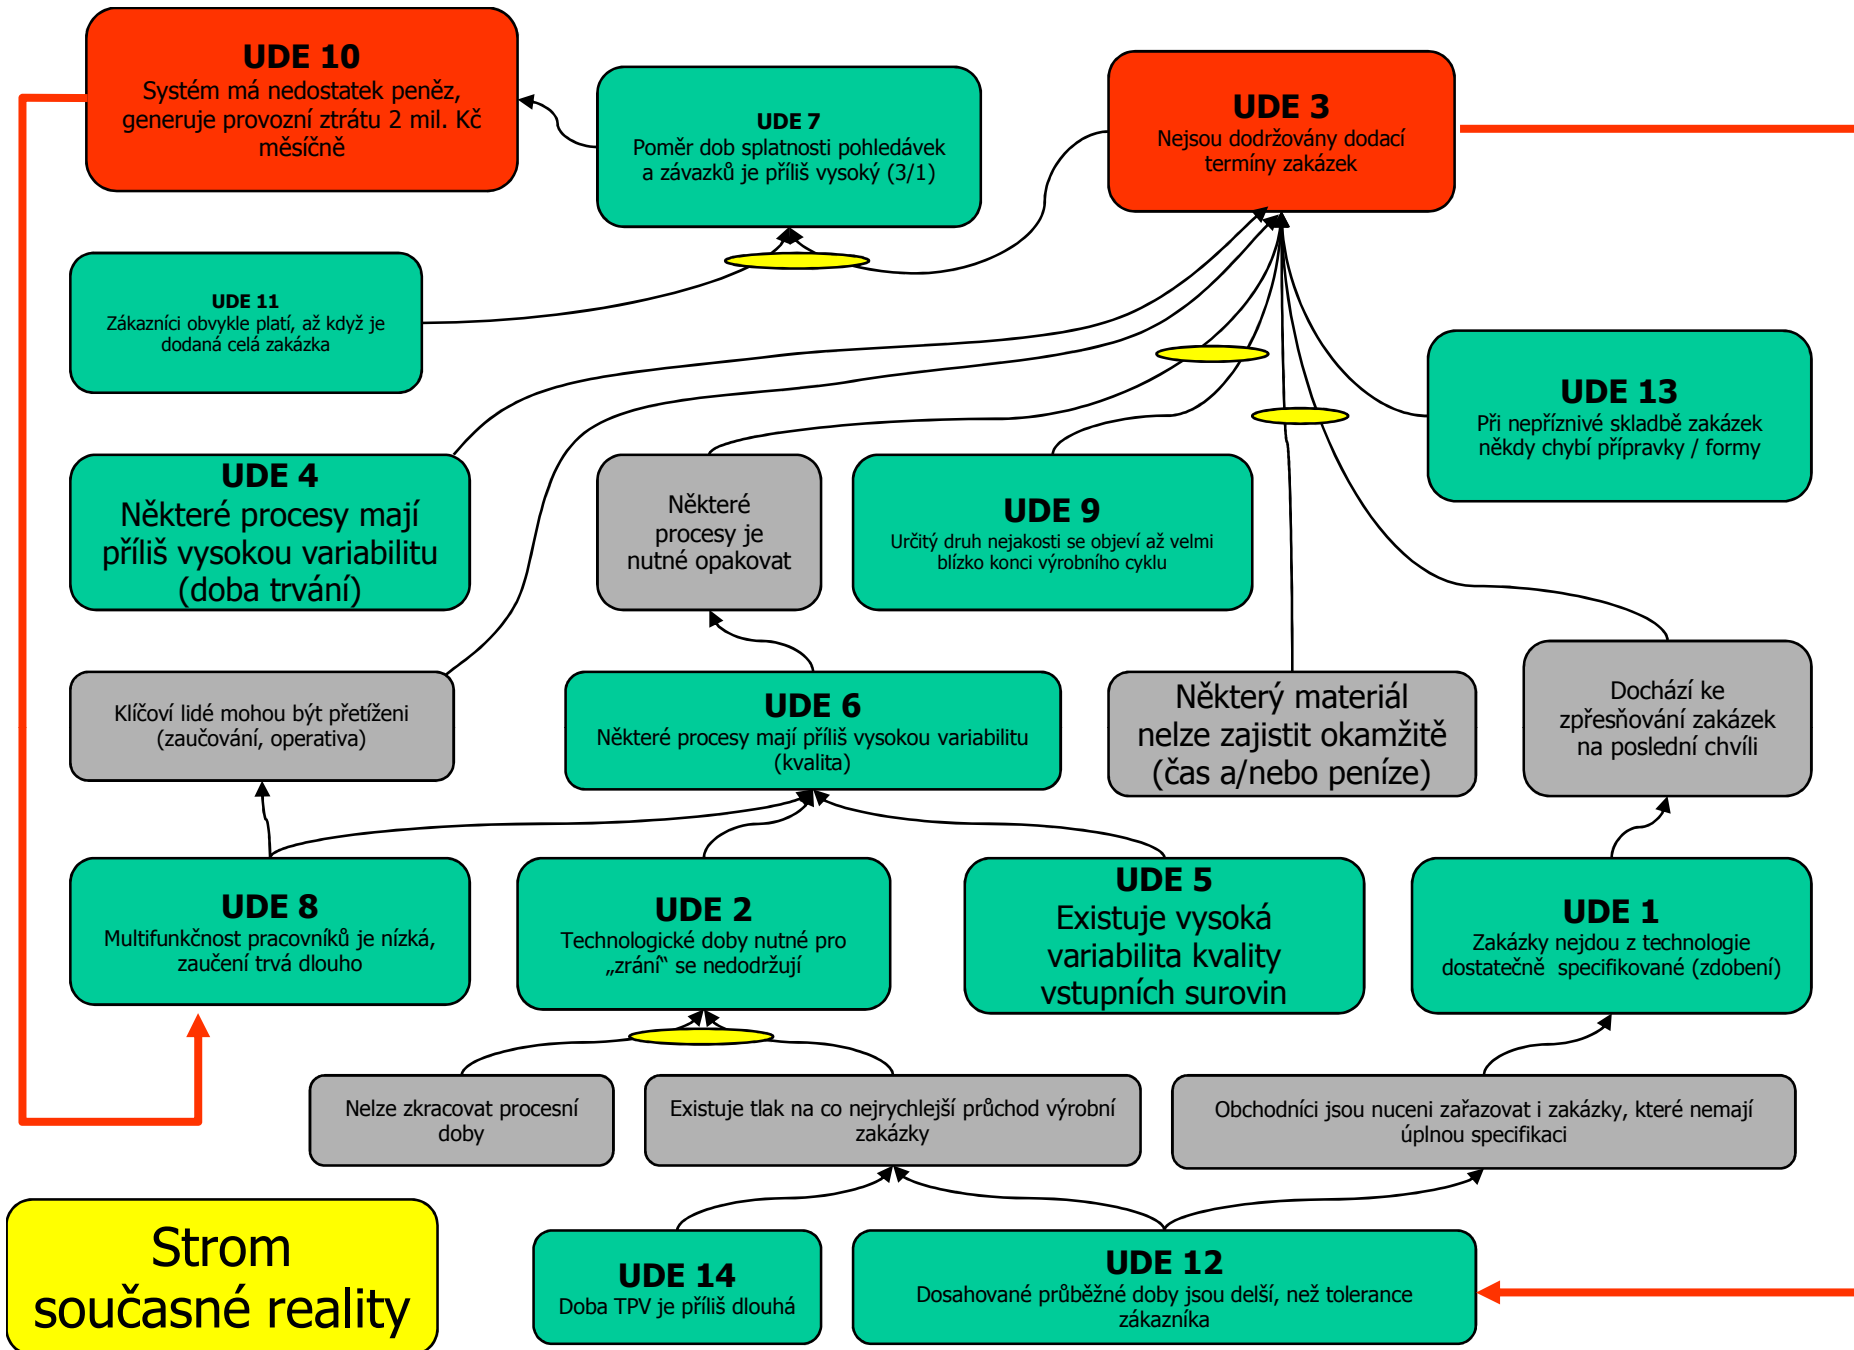 UDE 10
Systém má nedostatek peněz,
generuje provozní ztrátu 2 mil. Kč
měsíčně
UDE 7
Poměr dob splatnosti pohledávek
a závazků je příliš vysoký (3/1)
UDE 3
Nejsou dodržovány dodací
termíny zakázek
UDE 11
Zákazníci obvykle platí, až když je
dodaná celá zakázka
UDE 13
Při nepříznivé skladbě zakázek
někdy chybí přípravky / formy
UDE 4
Některé procesy mají
příliš vysokou variabilitu
(doba trvání)
Některé
procesy je
nutné opakovat
UDE 9
Určitý druh nejakosti se objeví až velmi
blízko konci výrobního cyklu
Klíčoví lidé mohou být přetíženi
(zaučování, operativa)
UDE 6
Některé procesy mají příliš vysokou variabilitu
(kvalita)
Některý materiál
nelze zajistit okamžitě
(čas a/nebo peníze)
Dochází ke
zpřesňování zakázek
na poslední chvíli
UDE 8
Multifunkčnost pracovníků je nízká,
zaučení trvá dlouho
UDE 2
Technologické doby nutné pro
„zrání“ se nedodržují
UDE 5
Existuje vysoká
variabilita kvality
vstupních surovin
UDE 1
Zakázky nejdou z technologie
dostatečně specifikované (zdobení)
Nelze zkracovat procesní
doby
Existuje tlak na co nejrychlejší průchod výrobní
zakázky
Obchodníci jsou nuceni zařazovat i zakázky, které nemají
úplnou specifikaci
Strom
současné reality
UDE 14
Doba TPV je příliš dlouhá
UDE 12
Dosahované průběžné doby jsou delší, než tolerance
zákazníka